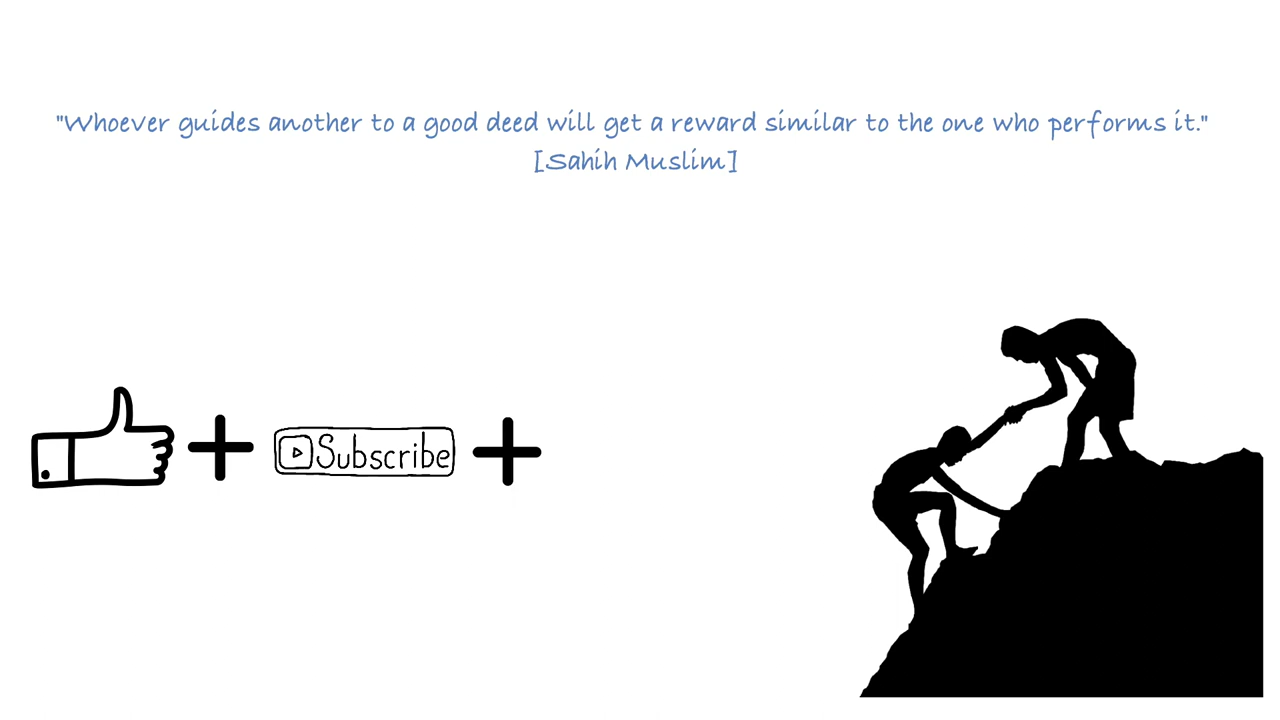 "Whoever guides another to a good deed will get a reward similar to the one who performs it."
[Sahih Muslim]
Subscribe